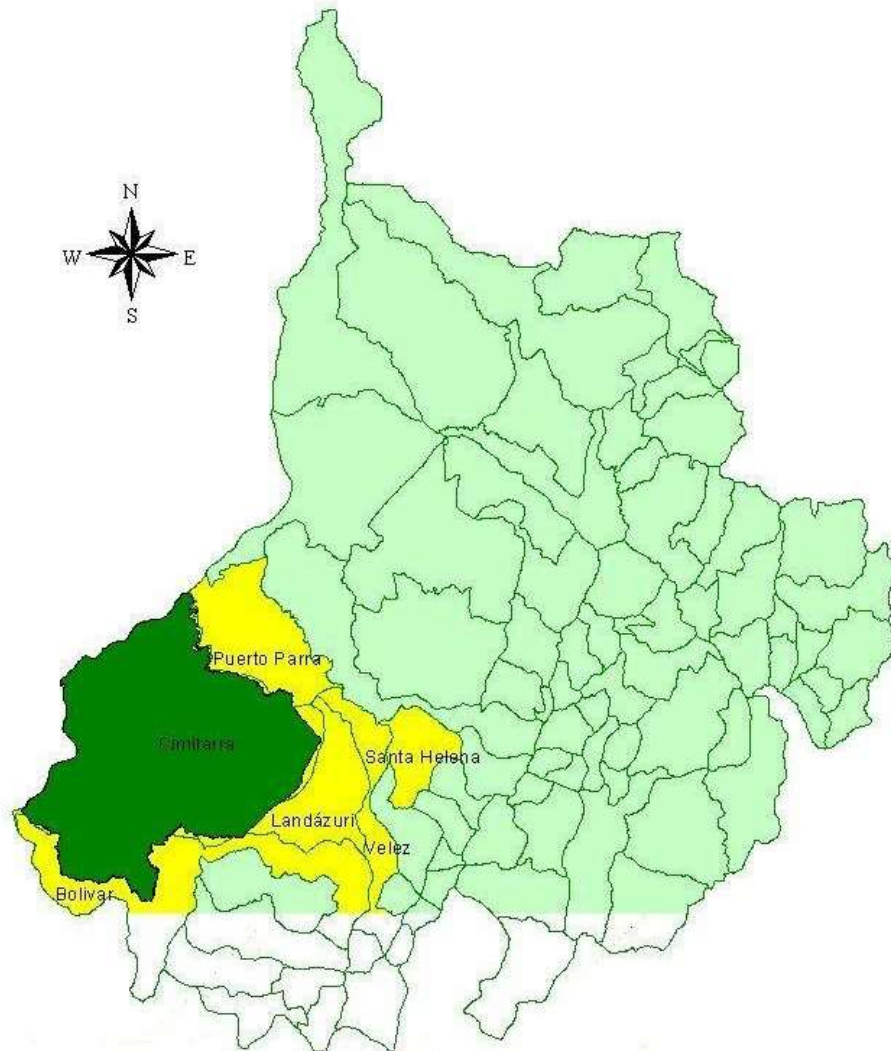 N
W E
S
Puerto Parra
Cimitarra
Santa Helena
Landázuri
Velez
Bolivar